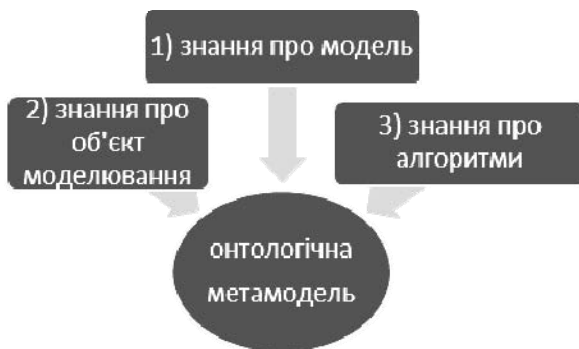 1) знання про модель
2) знання про
об'єкт
моделювання
3) знання про
алгоритми
онтологічна
метамодель